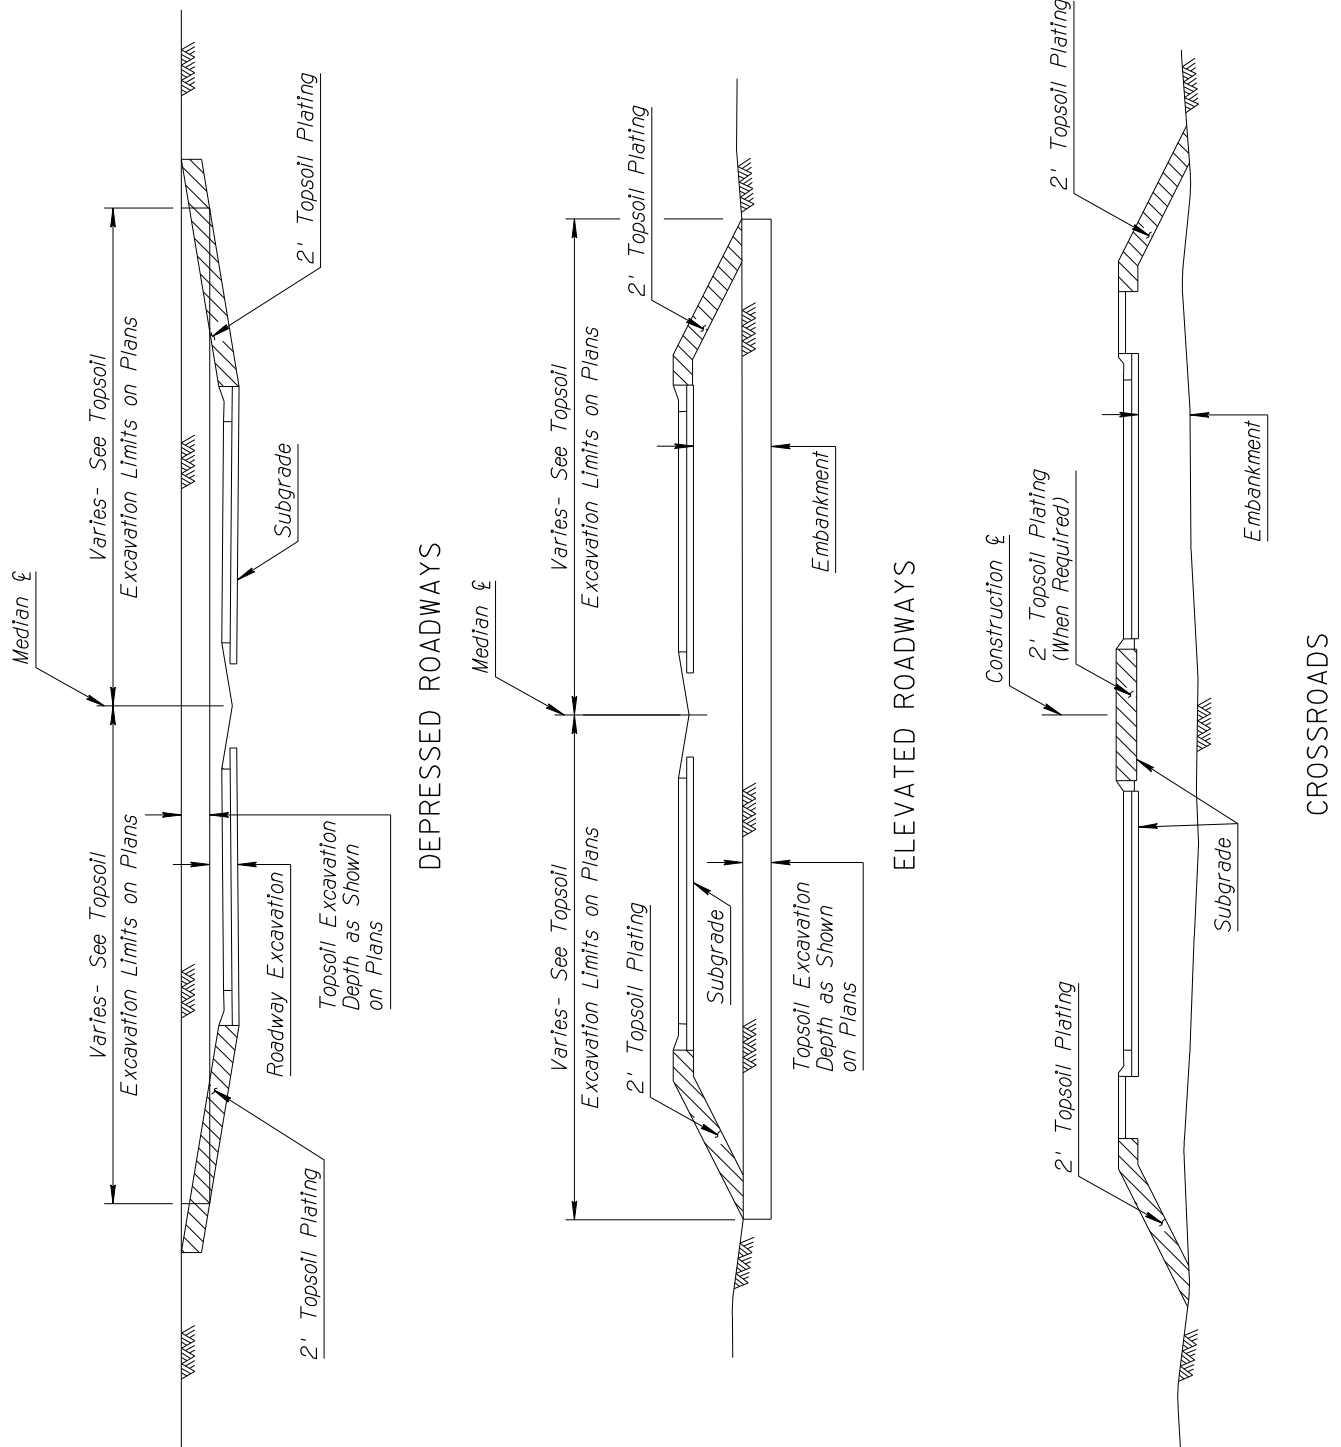 Median ℄
Varies- See Topsoil
Excavation Limits on Plans
Varies- See Topsoil
Excavation Limits on Plans
2' Topsoil Plating
2' Topsoil Plating
Roadway Excavation
Subgrade
Topsoil Excavation
Depth as Shown
on Plans
DEPRESSED ROADWAYS
Median ℄
Varies- See Topsoil
Excavation Limits on Plans
Varies- See Topsoil
Excavation Limits on Plans
2' Topsoil Plating
2' Topsoil Plating
Subgrade
Topsoil Excavation
Depth as Shown
on Plans
Embankment
ELEVATED ROADWAYS
Construction ℄
2' Topsoil Plating
(When Required)
2' Topsoil Plating
2' Topsoil Plating
Subgrade
Embankment
CROSSROADS